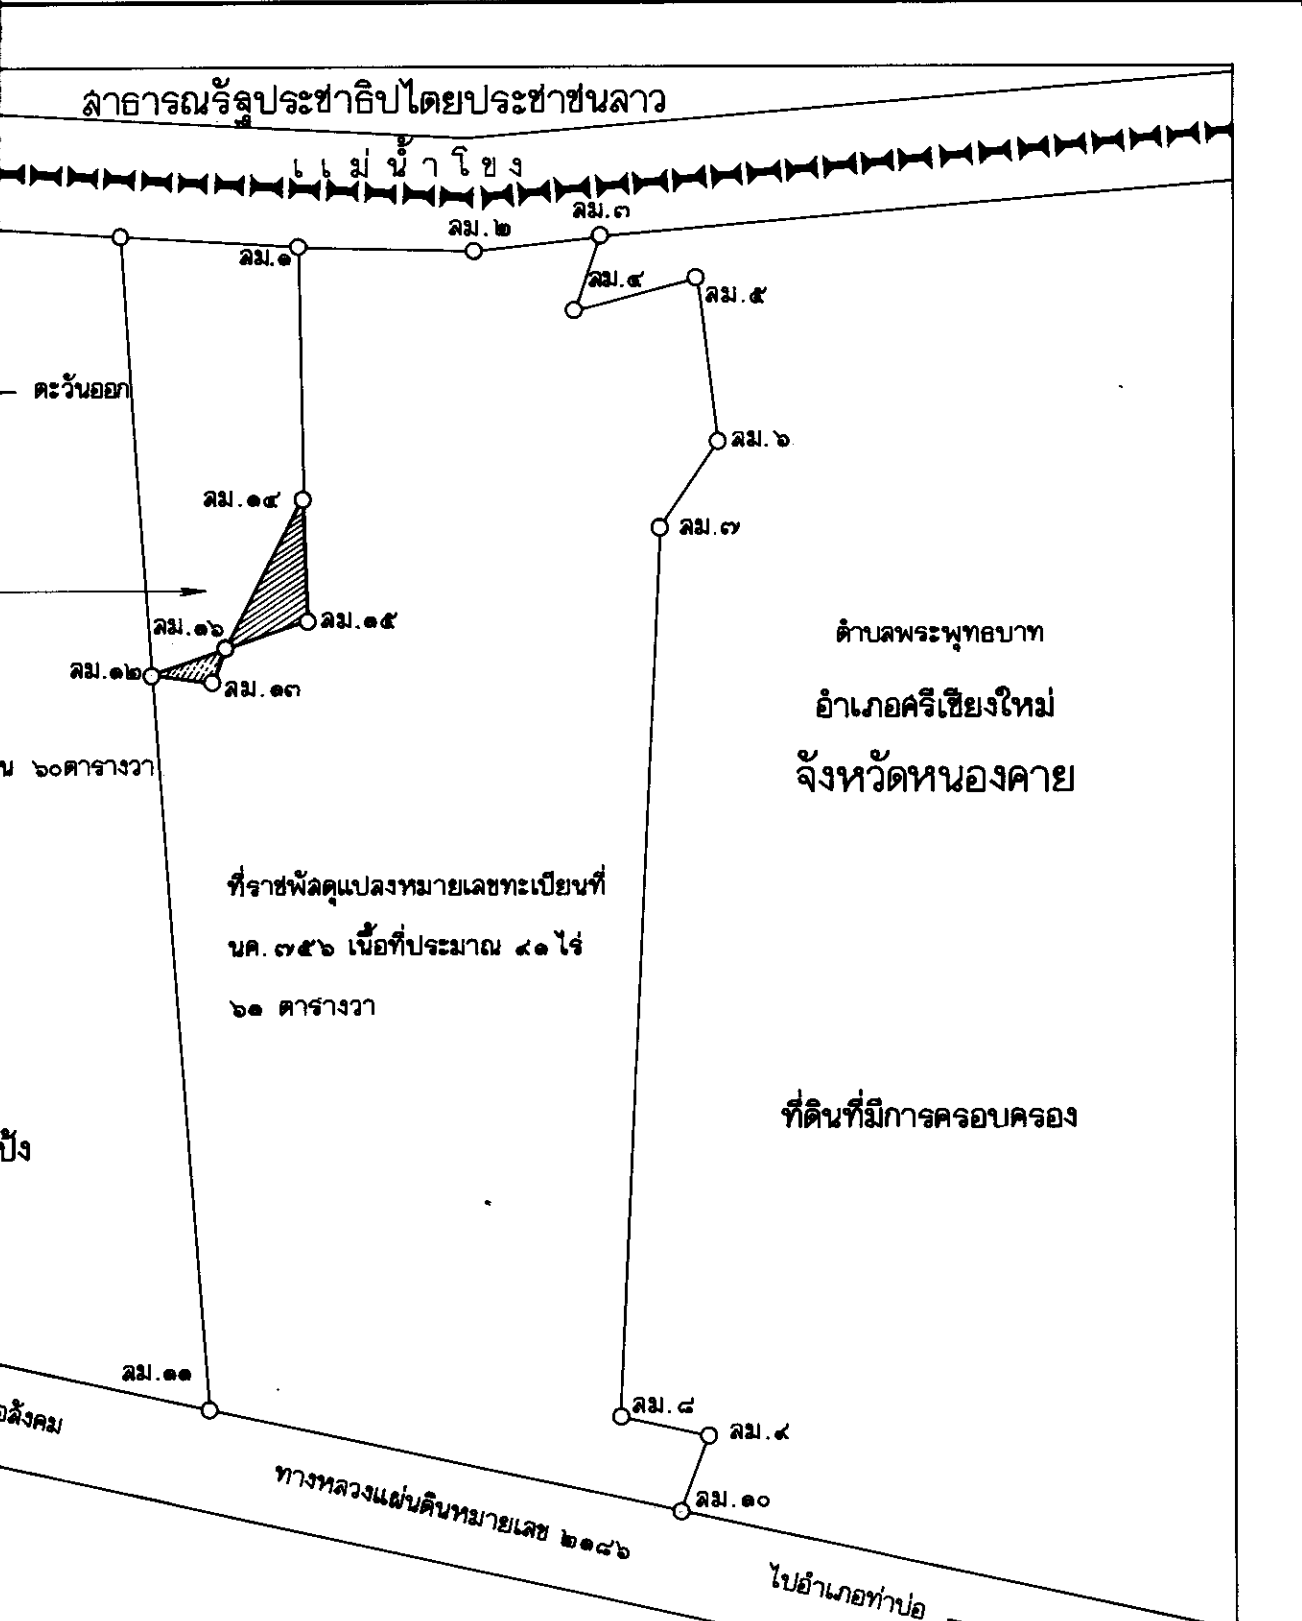 สาธารณรัฐประชาธิปไตยประชาชนลาว
แม่น้ำโขง
ลม.๓
ลม.๒
ลม.๑
ลม.๔
ลม.๕
ตะวันออก
ลม.๖
ลม.๑๔
ลม.๗
ลม.๑๖
ลม.๑๕
ตำบลพระพุทธบาท
ลม.๑๒
ลม.๑๓
อำเภอศรีเชียงใหม่
น ๖๐ตารางวา
จังหวัดหนองคาย
ที่ราชพัสดุแปลงหมายเลขทะเบียนที่
นค.๗๕๖ เนื้อที่ประมาณ ๙๑ ไร่
๖๑ ตารางวา
ที่ดินที่มีการครอบครอง
ป้ง
ลม.๑๑
ลม.๘
อสังคม
ลม.๙
ทางหลวงแผ่นดินหมายเลข ๒๑๘๖
ลม.๑๐
ไปอำเภอท่าบ่อ